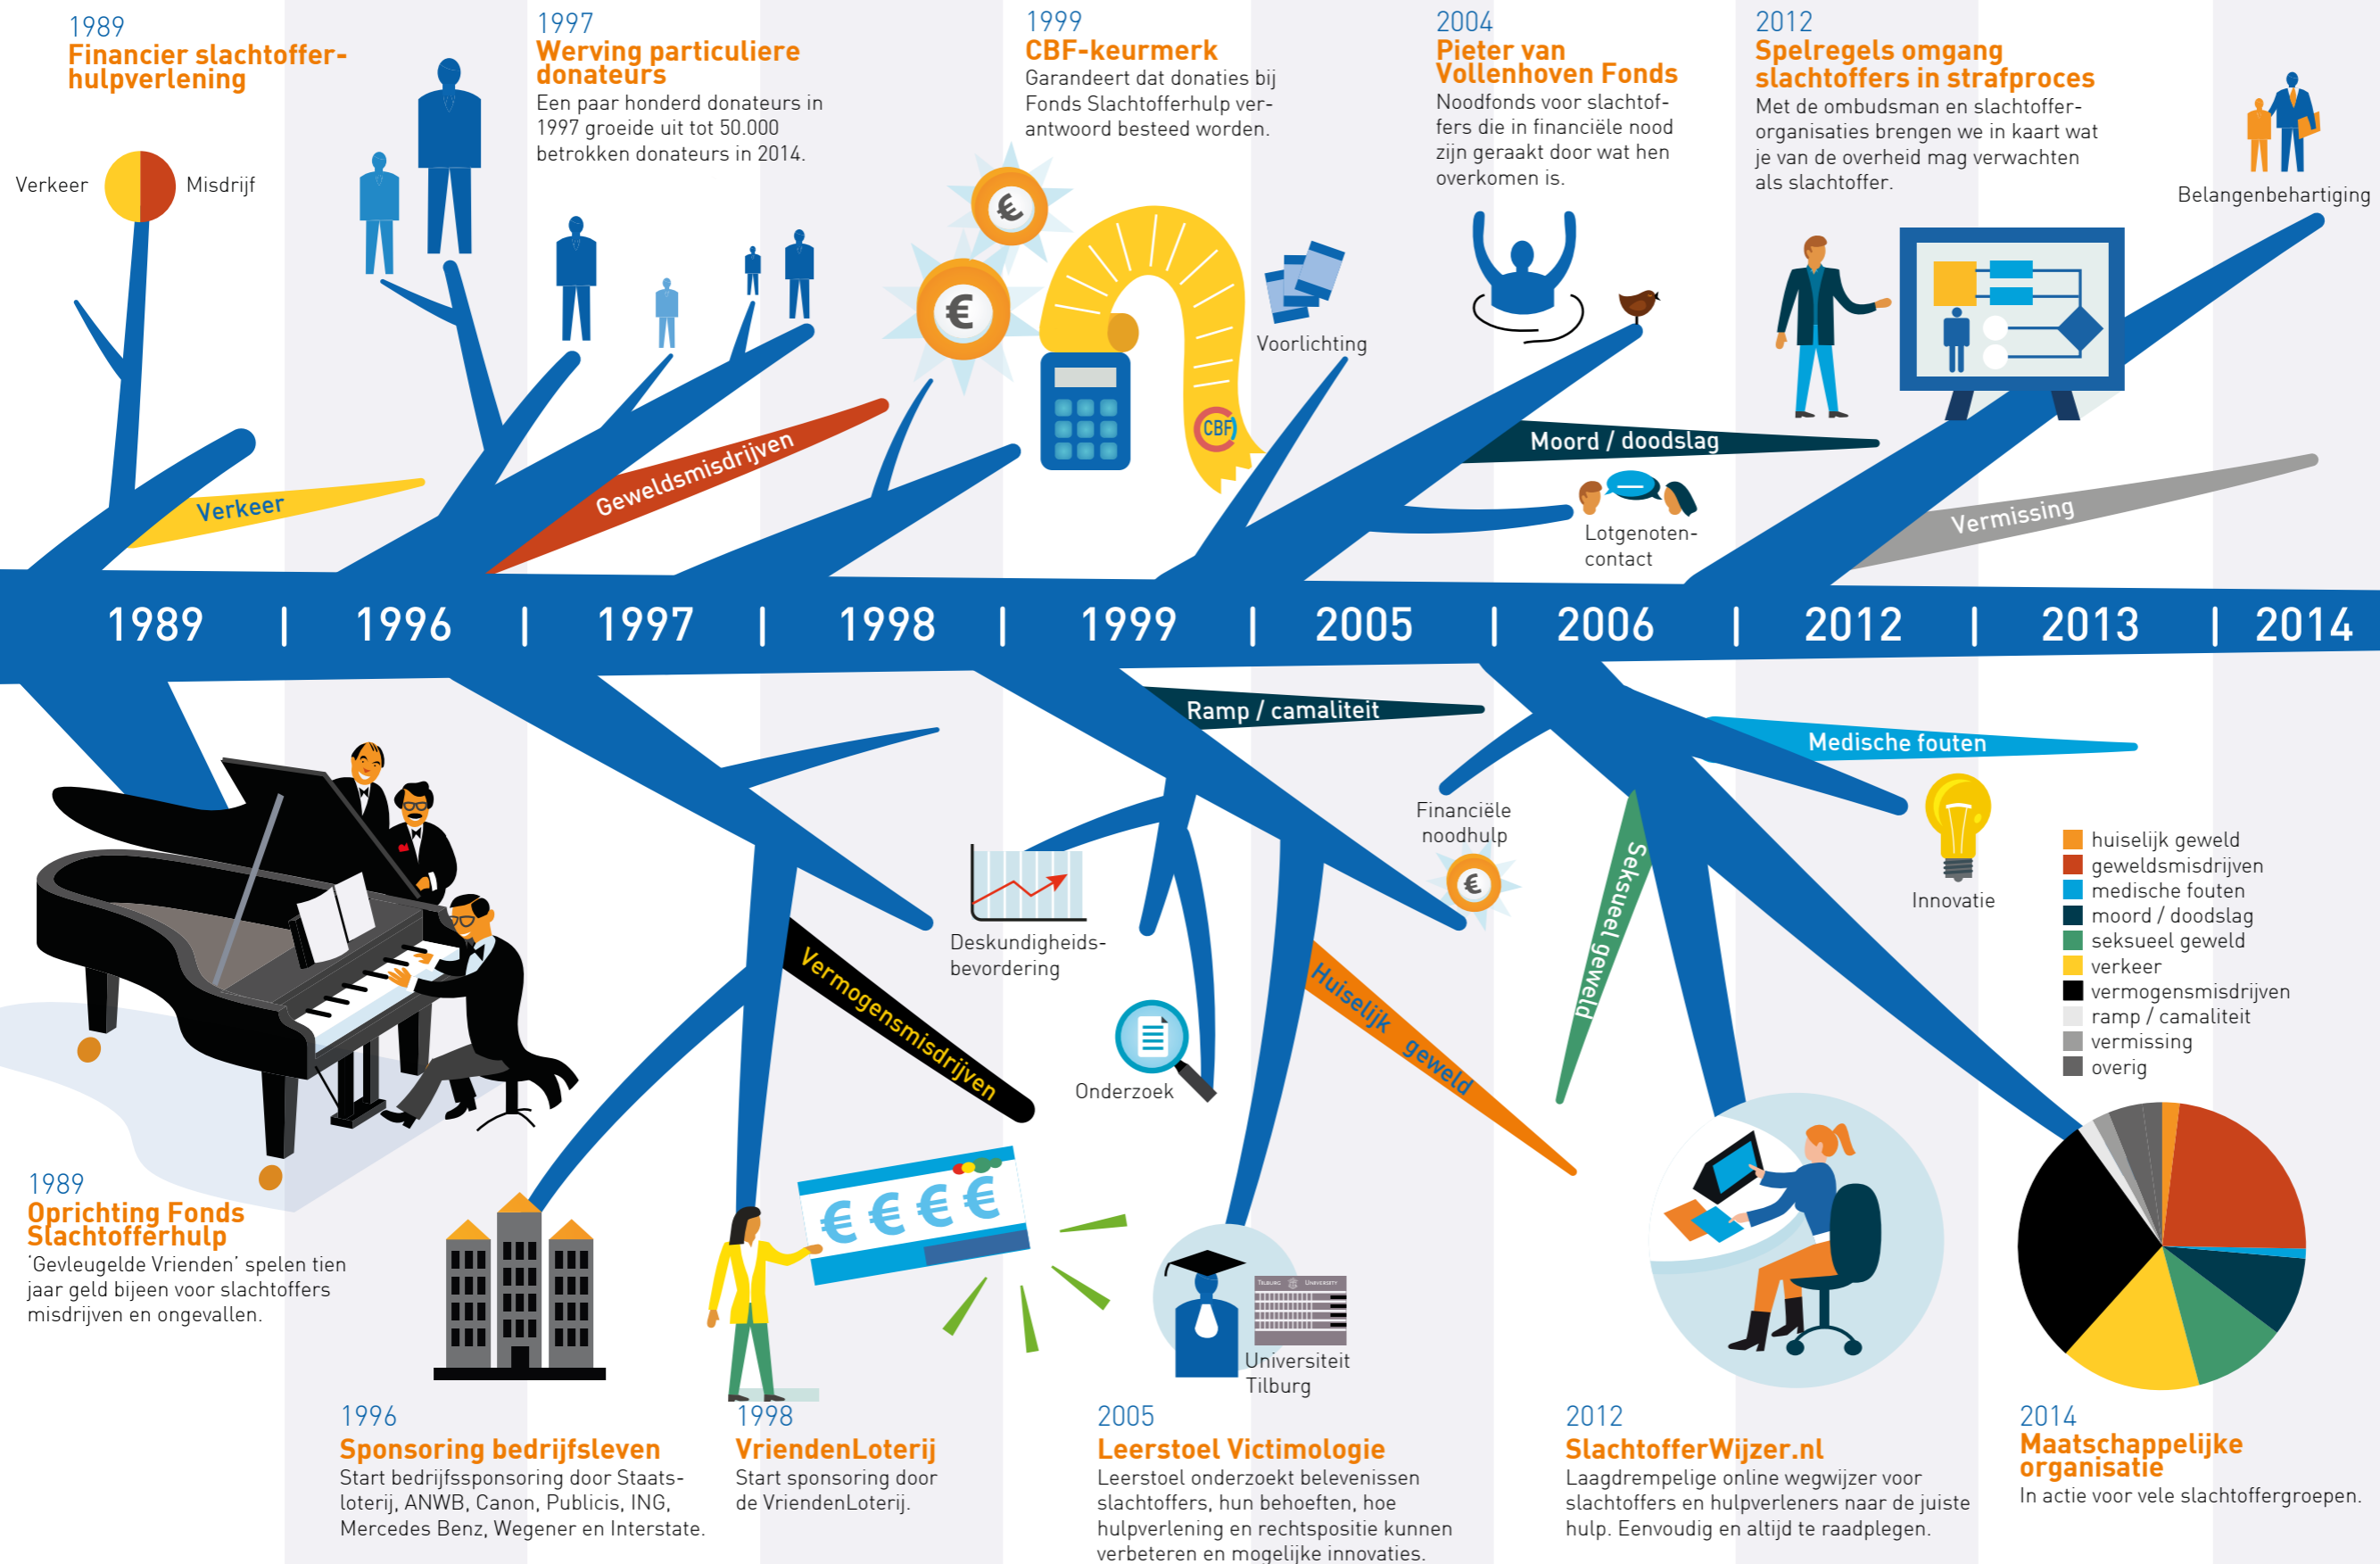 1989
Financier slachtoffer-
hulpverlening
Verkeer
Misdrijf
1997
Werving particuliere
donateurs
Een paar honderd donateurs in
1997 groeide uit tot 50.000
betrokken donateurs in 2014.
1999
CBF-keurmerk
Garandeert dat donaties bij
Fonds Slachtofferhulp ver-
antwoord besteed worden.
2004
Pieter van
Vollenhoven Fonds
Noodfonds voor slachtof-
fers die in financiële nood
zijn geraakt door wat hen
overkomen is.
2012
Spelregels omgang
slachtoffers in strafproces
Met de ombudsman en slachtoffer-
organisaties brengen we in kaart wat
je van de overheid mag verwachten
als slachtoffer.
Belangenbehartiging
€
€
CBF
Voorlichting
Verkeer
Geweldsmisdrijven
Moord / doodslag
Lotgenoten-
contact
Vermissing
1989 | 1996 | 1997 | 1998 | 1999 | 2005 | 2006 | 2012 | 2013 | 2014
Ramp / camaliteit
Medische fouten
Financiële
noodhulp
€
Seksueel geweld
Innovatie
Deskundigheids-
bevordering
Vermogensmisdrijven
Onderzoek
Huiselijk geweld
huiselijk geweld
geweldsmisdrijven
medische fouten
moord / doodslag
seksueel geweld
verkeer
vermogensmisdrijven
ramp / camaliteit
vermissing
overig
€ € € €
Tilburg University
Universiteit
Tilburg
1989
Oprichting Fonds
Slachtofferhulp
‘Gevleugelde Vrienden’ spelen tien
jaar geld bijeen voor slachtoffers
misdrijven en ongevallen.
1996
Sponsoring bedrijfsleven
Start bedrijfssponsoring door Staats-
loterij, ANWB, Canon, Publicis, ING,
Mercedes Benz, Wegener en Interstate.
1998
VriendenLoterij
Start sponsoring door
de VriendenLoterij.
2005
Leerstoel Victimologie
Leerstoel onderzoekt belevenissen
slachtoffers, hun behoeften, hoe
hulpverlening en rechtspositie kunnen
verbeteren en mogelijke innovaties.
2012
SlachtofferWijzer.nl
Laagdrempelige online wegwijzer voor
slachtoffers en hulpverleners naar de juiste
hulp. Eenvoudig en altijd te raadplegen.
2014
Maatschappelijke
organisatie
In actie voor vele slachtoffergroepen.